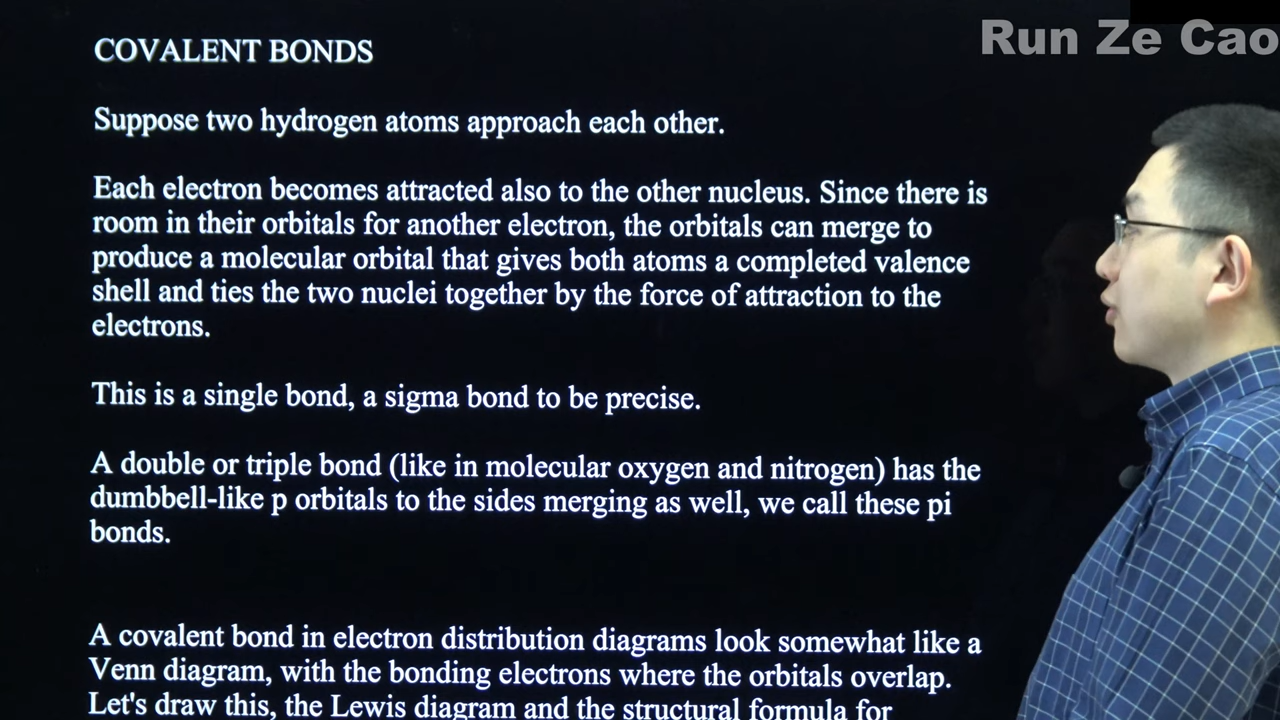 Run Ze Cao
COVALENT BONDS
Suppose two hydrogen atoms approach each other.
Each electron becomes attracted also to the other nucleus. Since there is
room in their orbitals for another electron, the orbitals can merge to
produce a molecular orbital that gives both atoms a completed valence
shell and ties the two nuclei together by the force of attraction to the
electrons.
This is a single bond, a sigma bond to be precise.
A double or triple bond (like in molecular oxygen and nitrogen) has the
dumbbell-like p orbitals to the sides merging as well, we call these pi
bonds.
A covalent bond in electron distribution diagrams look somewhat like a
Venn diagram, with the bonding electrons where the orbitals overlap.
Let's draw this, the Lewis diagram and the structural formula for